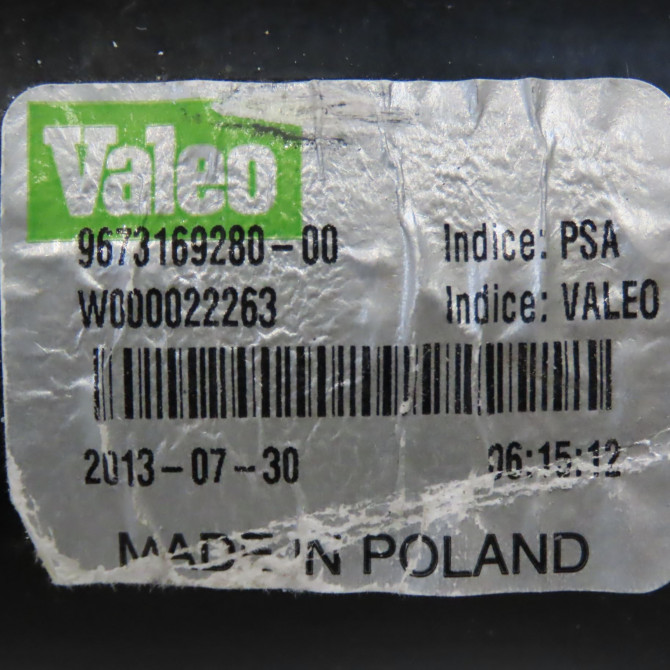 Valeo
9673169280-00 Indice: PSA
W000022263 Indice: VALEO
2013-07-30 06:15:12
MADE IN POLAND